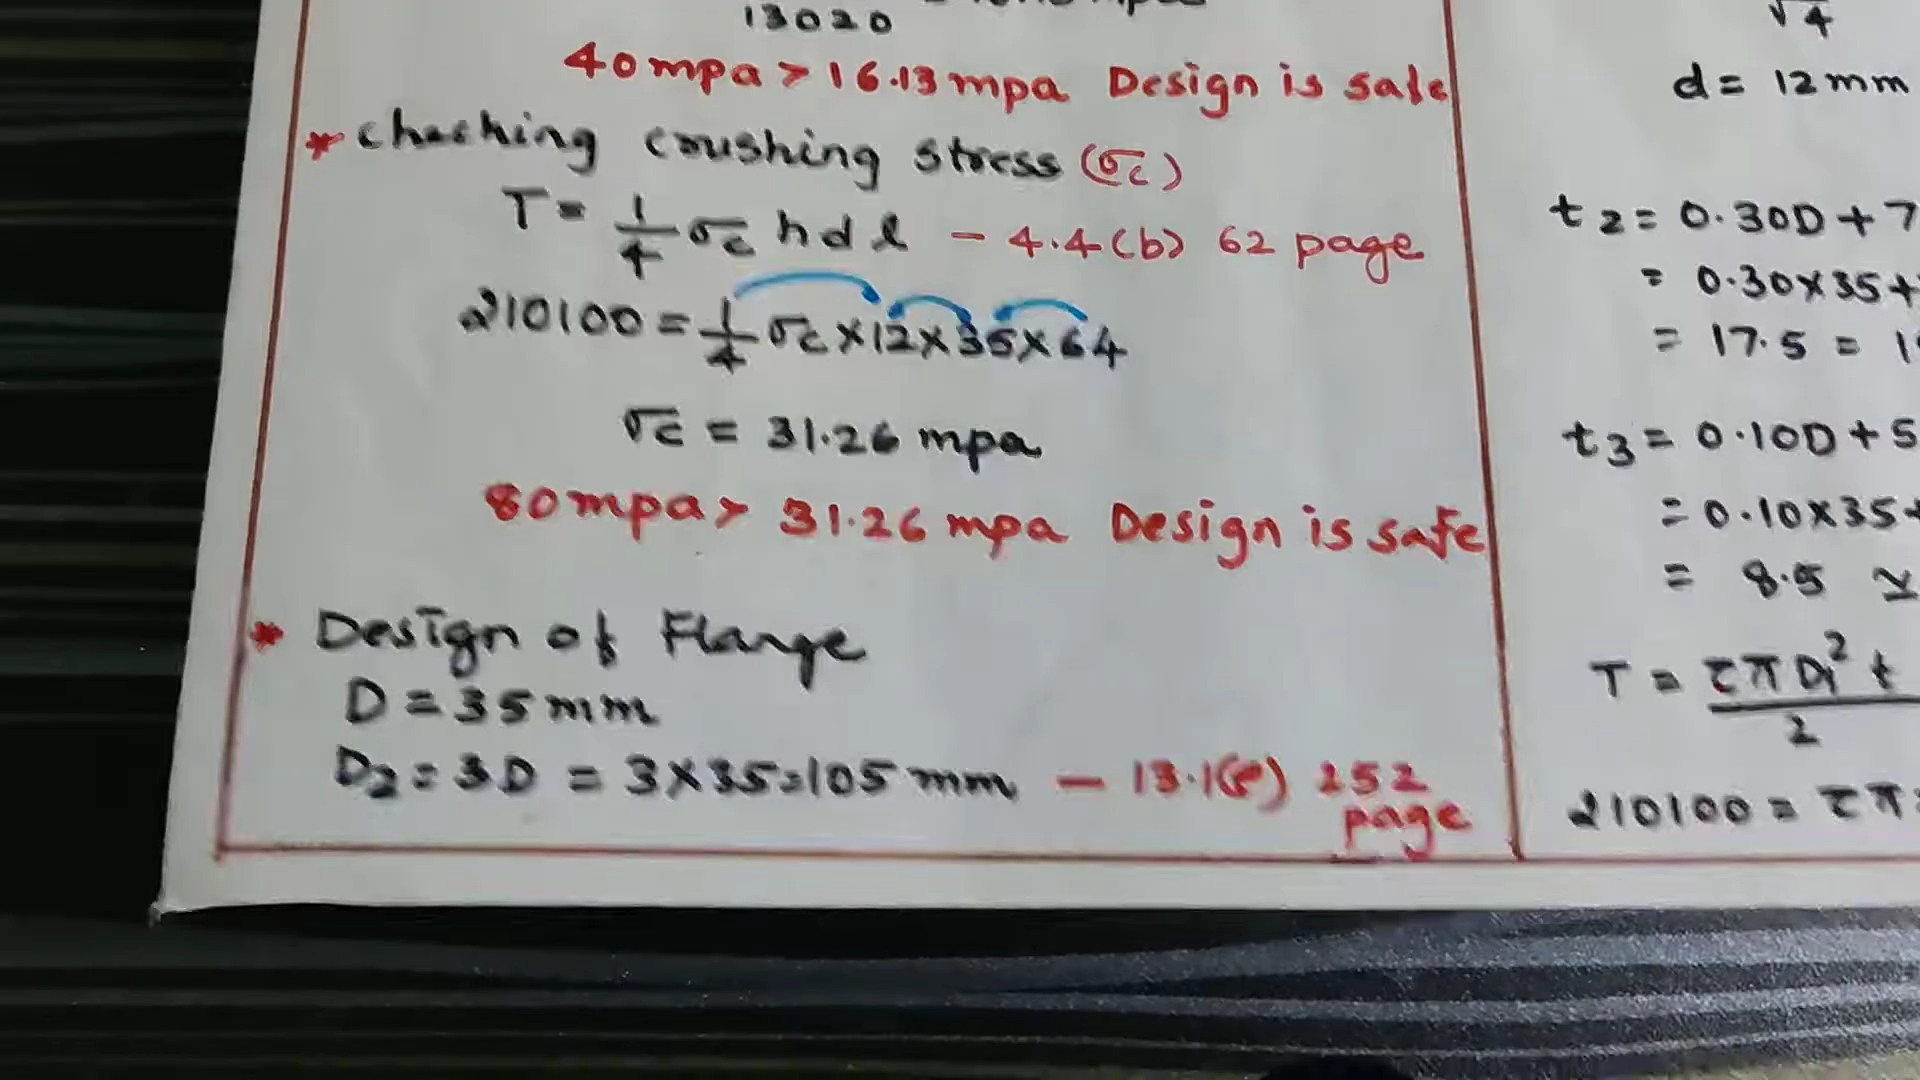 13020
40 mpa > 16.13 mpa Design is safe
* Checking crushing stress (σc)
T = 1/4 σc h d l - 4.4(b) 62 page
210100 = 1/4 σc × 12 × 35 × 64
σc = 31.26 mpa
80 mpa > 31.26 mpa Design is safe
* Design of Flange
D = 35 mm
D2 = 3D = 3×35=105 mm - 13.1() 252
page
√4
d = 12 mm
t2 = 0.30D + 7
= 0.30×35+
= 17.5 = 1
t3 = 0.10D + 5
= 0.10×35+
= 8.5
T = τπD1² t / 2
210100 = τπ